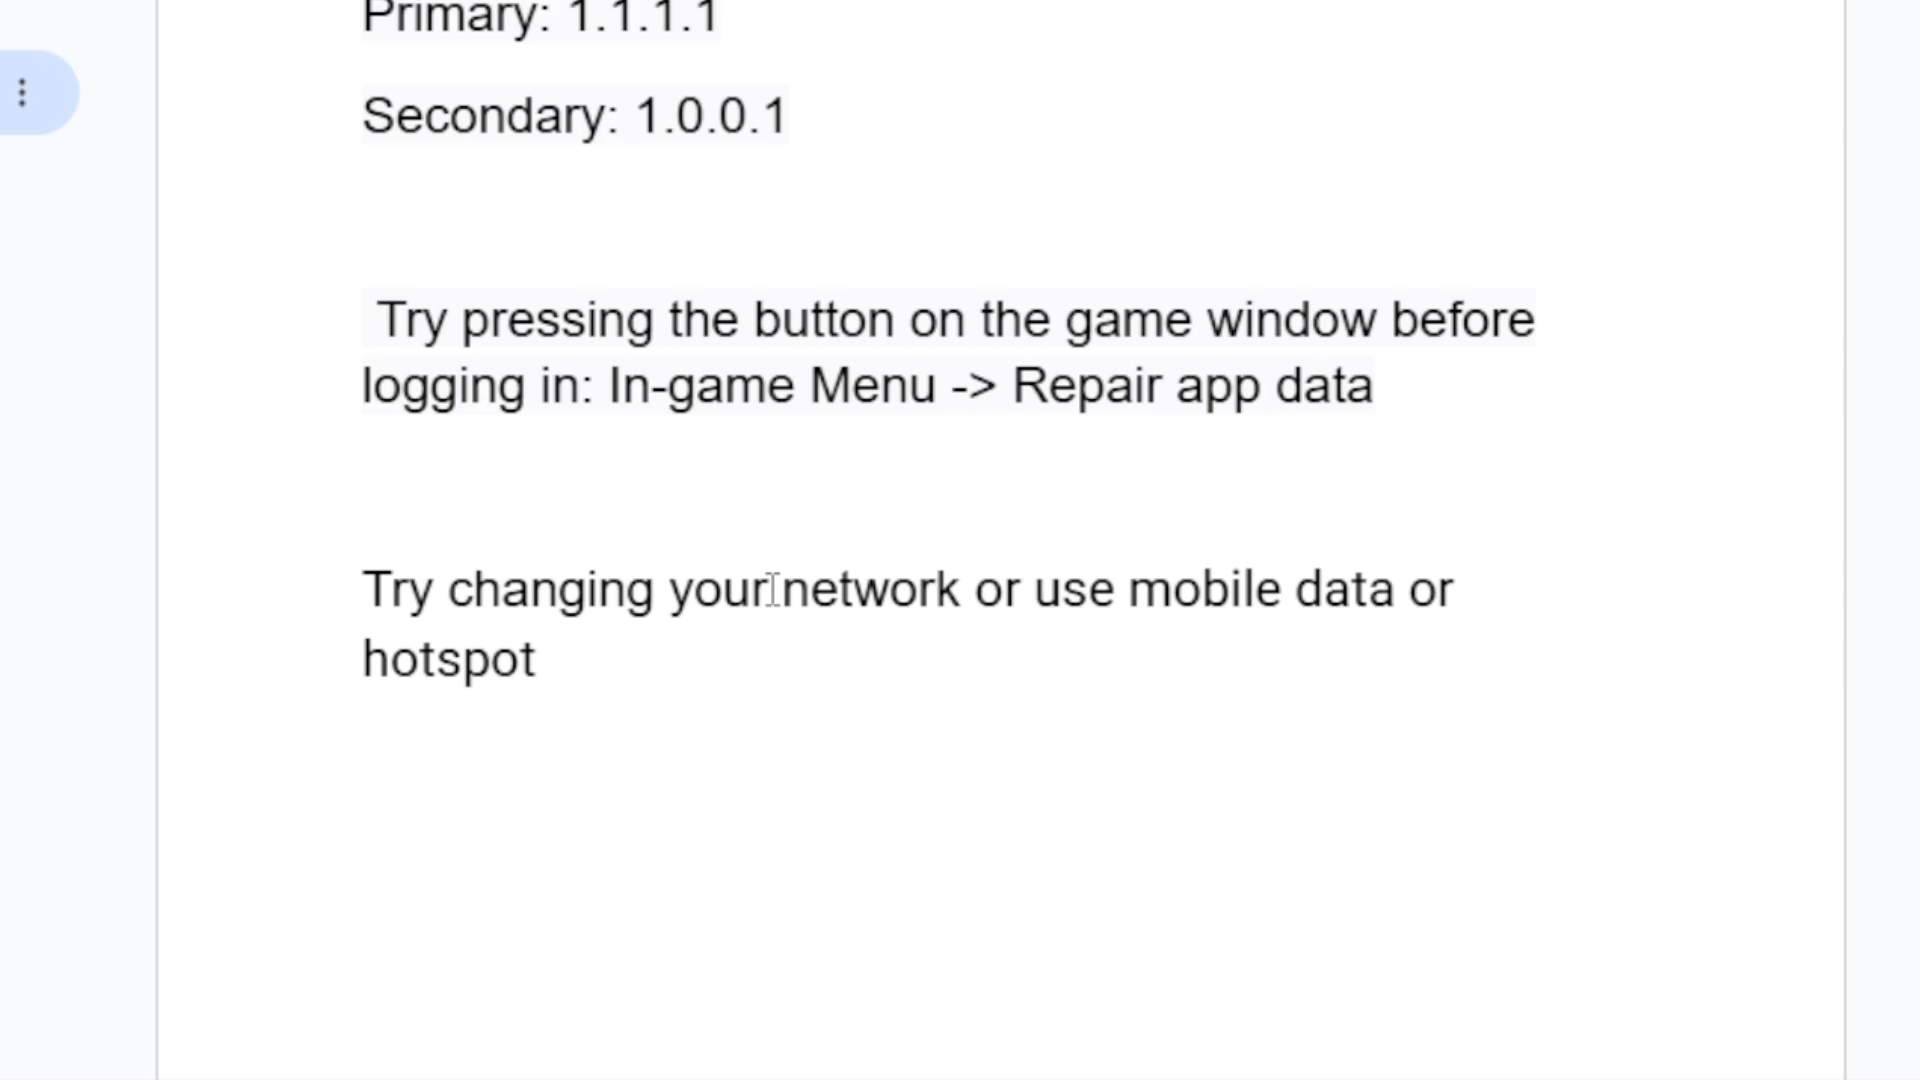 Primary: 1.1.1.1
Secondary: 1.0.0.1
Try pressing the button on the game window before
logging in: In-game Menu -> Repair app data
Try changing your network or use mobile data or
hotspot